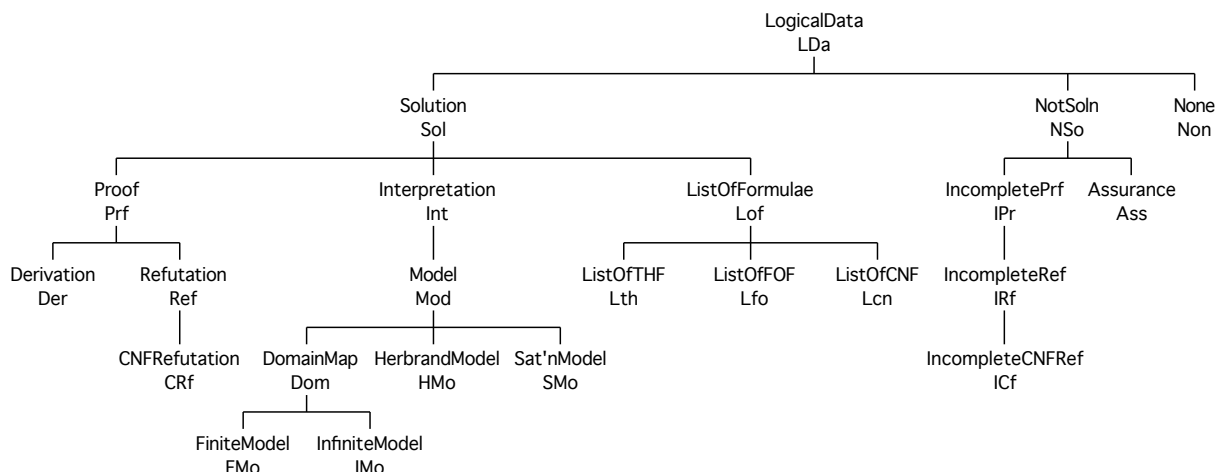 LogicalData
LDa
Solution
Sol
NotSoln
NSo
None
Non
Proof
Prf
Interpretation
Int
ListOfFormulae
Lof
IncompletePrf
IPr
Assurance
Ass
Derivation
Der
Refutation
Ref
Model
Mod
ListOfTHF
Lth
ListOfFOF
Lfo
ListOfCNF
Lcn
IncompleteRef
IRf
CNFRefutation
CRf
DomainMap
Dom
HerbrandModel
HMo
Sat'nModel
SMo
IncompleteCNFRef
ICf
FiniteModel
FMo
InfiniteModel
IMo